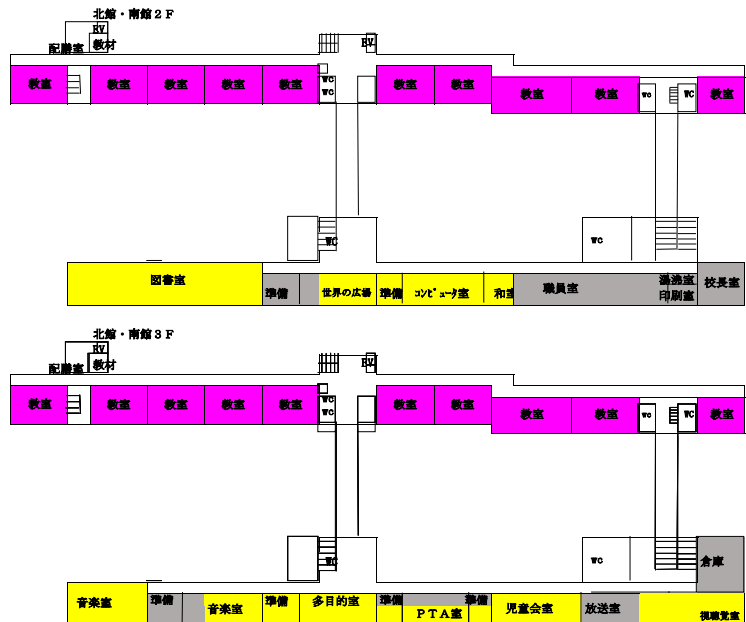 北館・南館２Ｆ
EV
配膳室 教材
EV
教室 教室 教室 教室 教室 WC 教室 教室 教室 教室 WC WC 教室
WC
WC WC
図書室 準備 世界の広場 準備 コンピュータ室 和室 職員室 湯沸室 校長室
印刷室
北館・南館３Ｆ
EV
配膳室 教材
EV
教室 教室 教室 教室 教室 WC 教室 教室 教室 教室 WC WC 教室
WC
WC WC 倉庫
音楽室 準備 音楽室 準備 多目的室 準備 ＰＴＡ室 準備 児童会室 放送室 視聴覚室